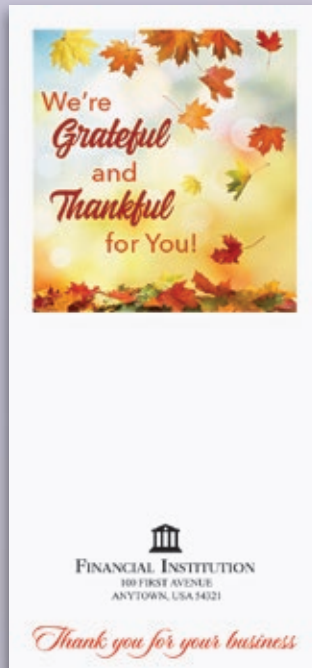 We're
Grateful
and
Thankful
for You!
FINANCIAL INSTITUTION
100 FIRST AVENUE
ANYTOWN, USA 54321
Thank you for your business